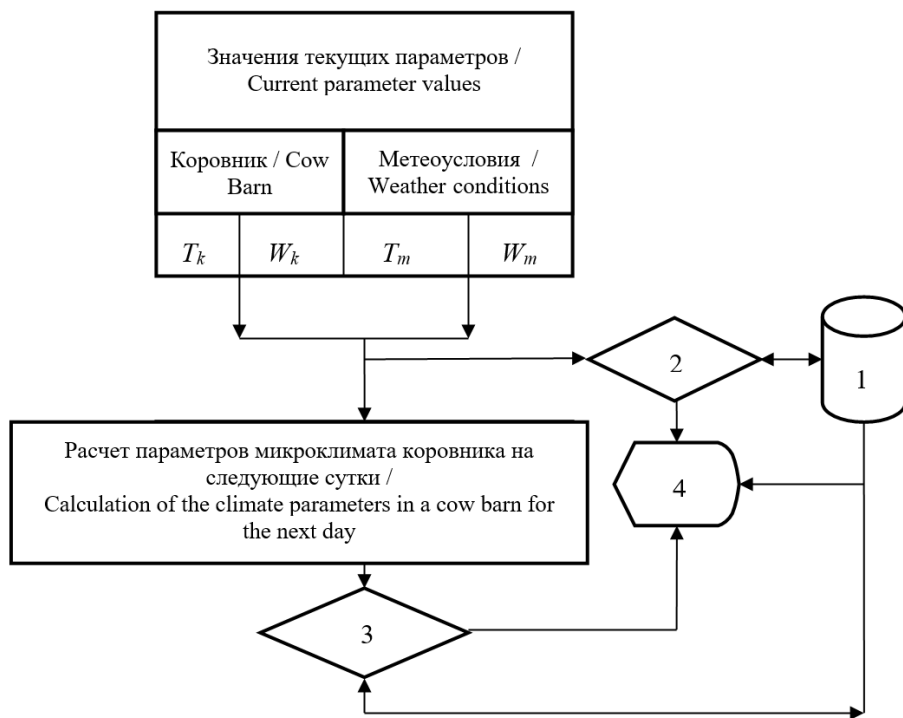 Значения текущих параметров /
Current parameter values
Коровник / Cow
Barn
Метеоусловия /
Weather conditions
Tk
Wk
Tm
Wm
2
1
Расчет параметров микроклимата коровника на
следующие сутки /
Calculation of the climate parameters in a cow barn for
the next day
4
3